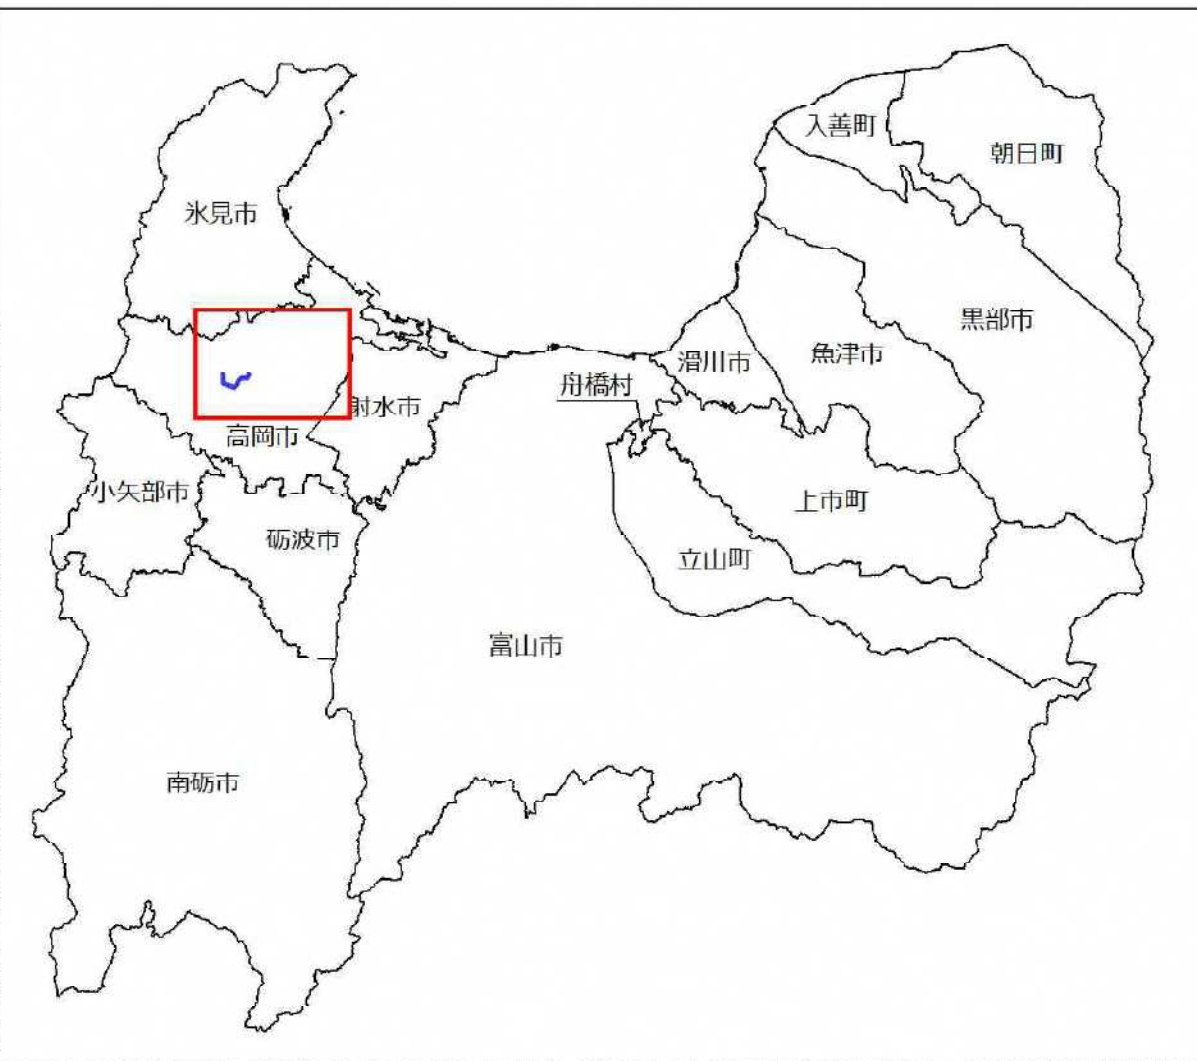 入善町
朝日町
氷見市
黒部市
魚津市
滑川市
舟橋村
射水市
高岡市
小矢部市
上市町
砺波市
立山町
富山市
南砺市